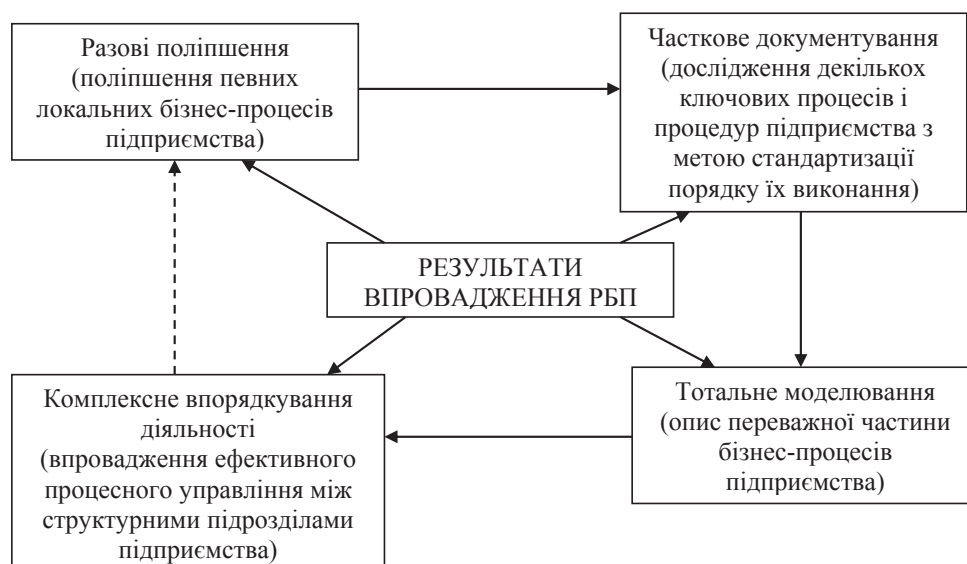 Разові поліпшення
(поліпшення певних
локальних бізнес-процесів
підприємства)
Часткове документування
(дослідження декількох
ключових процесів і
процедур підприємства з
метою стандартизації
порядку їх виконання)
РЕЗУЛЬТАТИ
ВПРОВАДЖЕННЯ РБП
Комплексне впорядкування
діяльності
(впровадження ефективного
процесного управління між
структурними підрозділами
підприємства)
Тотальне моделювання
(опис переважної частини
бізнес-процесів
підприємства)